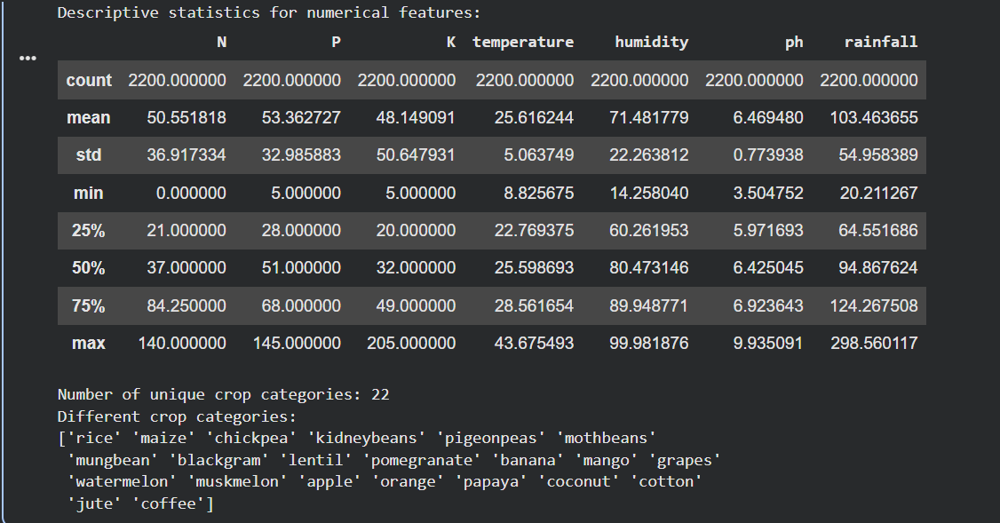 Descriptive statistics for numerical features:
N P K temperature humidity ph rainfall
count 2200.000000 2200.000000 2200.000000 2200.000000 2200.000000 2200.000000 2200.000000
mean 50.551818 53.362727 48.149091 25.616244 71.481779 6.469480 103.463655
std 36.917334 32.985883 50.647931 5.063749 22.263812 0.773938 54.958389
min 0.000000 5.000000 5.000000 8.825675 14.258040 3.504752 20.211267
25% 21.000000 28.000000 20.000000 22.769375 60.261953 5.971693 64.551686
50% 37.000000 51.000000 32.000000 25.598693 80.473146 6.425045 94.867624
75% 84.250000 68.000000 49.000000 28.561654 89.948771 6.923643 124.267508
max 140.000000 145.000000 205.000000 43.675493 99.981876 9.935091 298.560117
Number of unique crop categories: 22
Different crop categories:
['rice' 'maize' 'chickpea' 'kidneybeans' 'pigeonpeas' 'mothbeans'
'mungbean' 'blackgram' 'lentil' 'pomegranate' 'banana' 'mango' 'grapes'
'watermelon' 'muskmelon' 'apple' 'orange' 'papaya' 'coconut' 'cotton'
'jute' 'coffee']